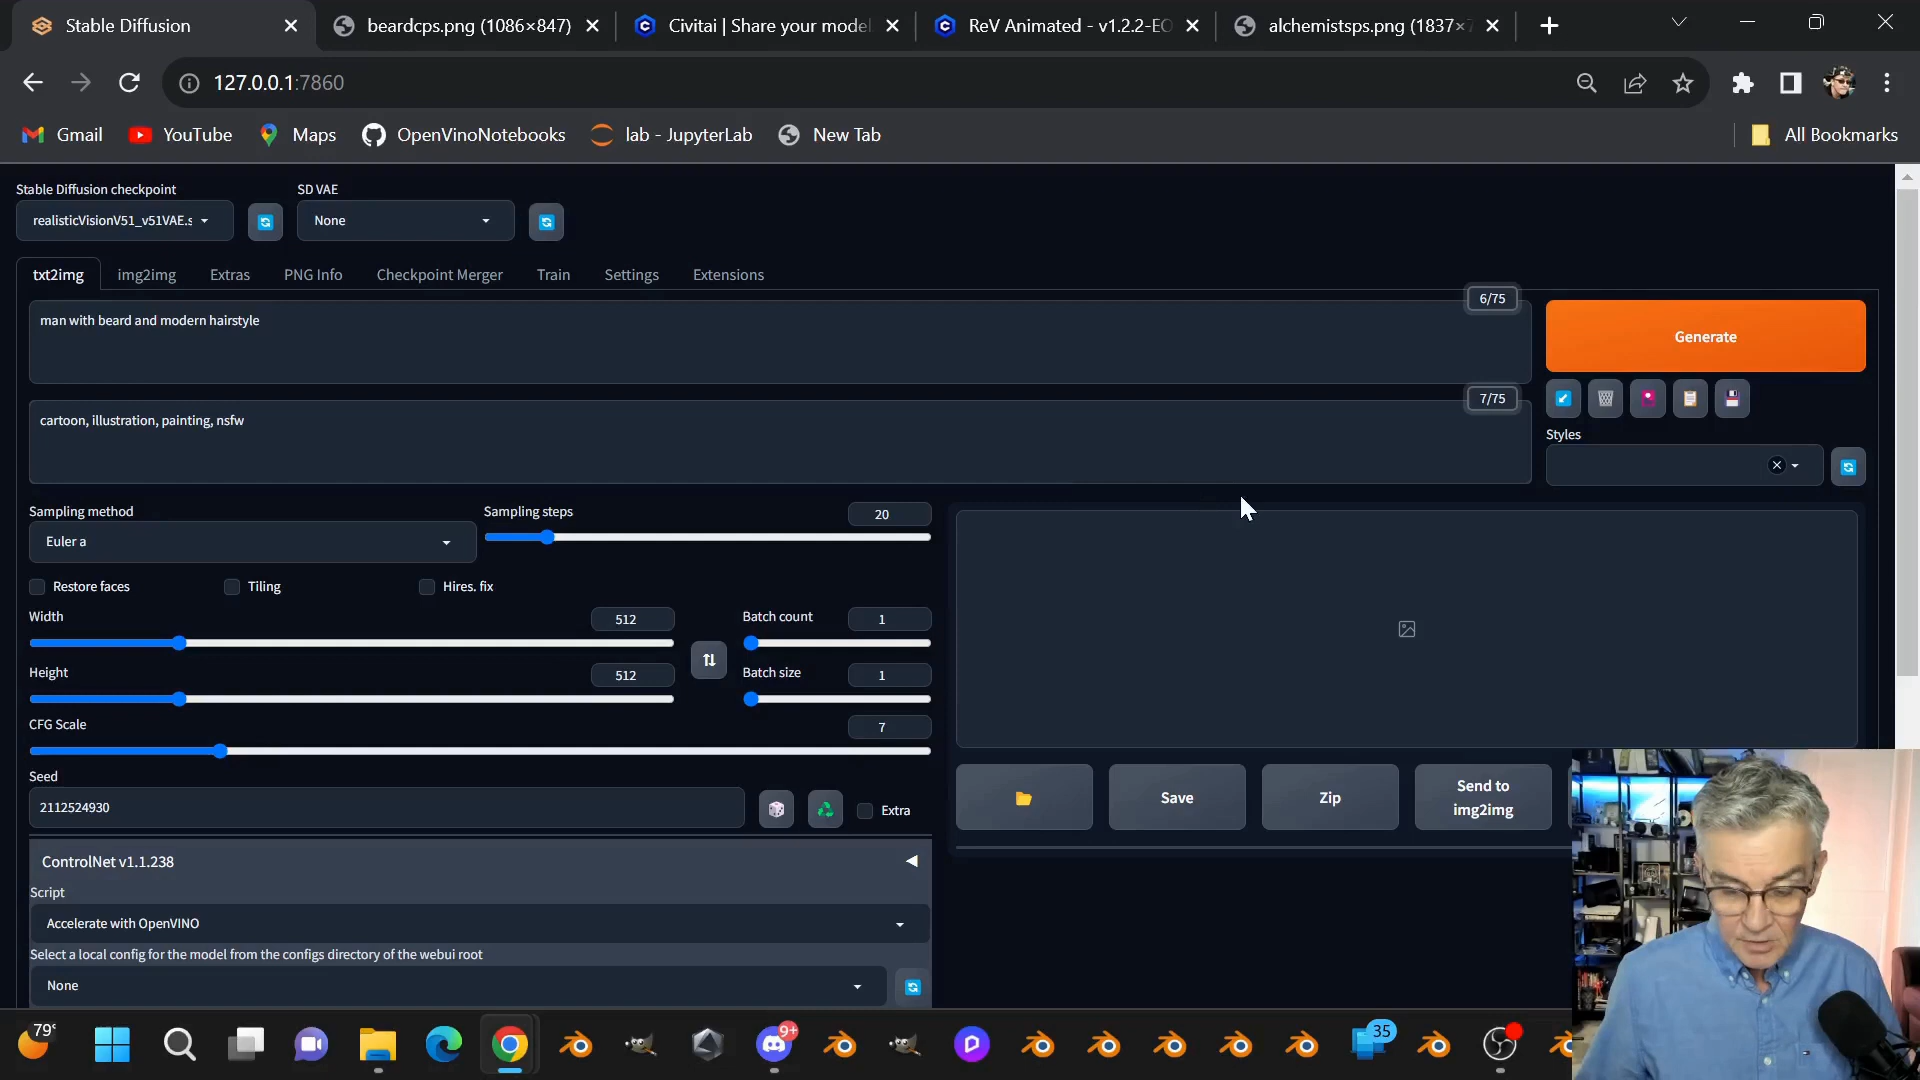 Stable Diffusion
beardcps.png (1086×847)
Civitai | Share your model
ReV Animated - v1.2.2-EO
alchemistsps.png (1837×7
127.0.0.1:7860
Gmail
YouTube
Maps
OpenVinoNotebooks
lab - JupyterLab
New Tab
All Bookmarks
Stable Diffusion checkpoint
SD VAE
realisticVisionV51_v51VAE.s
None
txt2img
img2img
Extras
PNG Info
Checkpoint Merger
Train
Settings
Extensions
6/75
man with beard and modern hairstyle
Generate
7/75
cartoon, illustration, painting, nsfw
Styles
Sampling method
Sampling steps
20
Euler a
Restore faces
Tiling
Hires. fix
Width
512
Batch count
1
Height
512
Batch size
1
CFG Scale
7
Seed
2112524930
Extra
Save
Zip
Send to
img2img
ControlNet v1.1.238
Script
Accelerate with OpenVINO
Select a local config for the model from the configs directory of the webui root
None
79°
9+
35